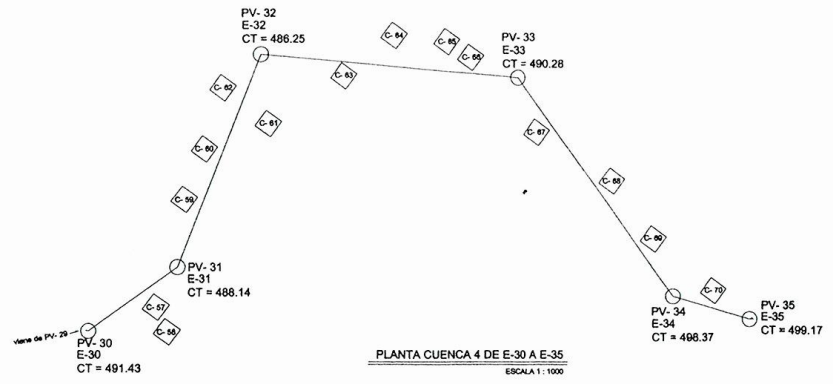 PV- 32
E-32
CT = 486.25
C- 64
C- 65
C- 66
PV- 33
E-33
CT = 490.28
C- 63
C- 62
C- 61
C- 67
C- 60
C- 68
C- 59
C- 69
PV- 31
E-31
CT = 488.14
C- 70
C- 57
C- 58
viene de PV- 29
PV- 30
E-30
CT = 491.43
PV- 34
E-34
CT = 498.37
PV- 35
E-35
CT = 499.17
PLANTA CUENCA 4 DE E-30 A E-35
ESCALA 1 : 1000